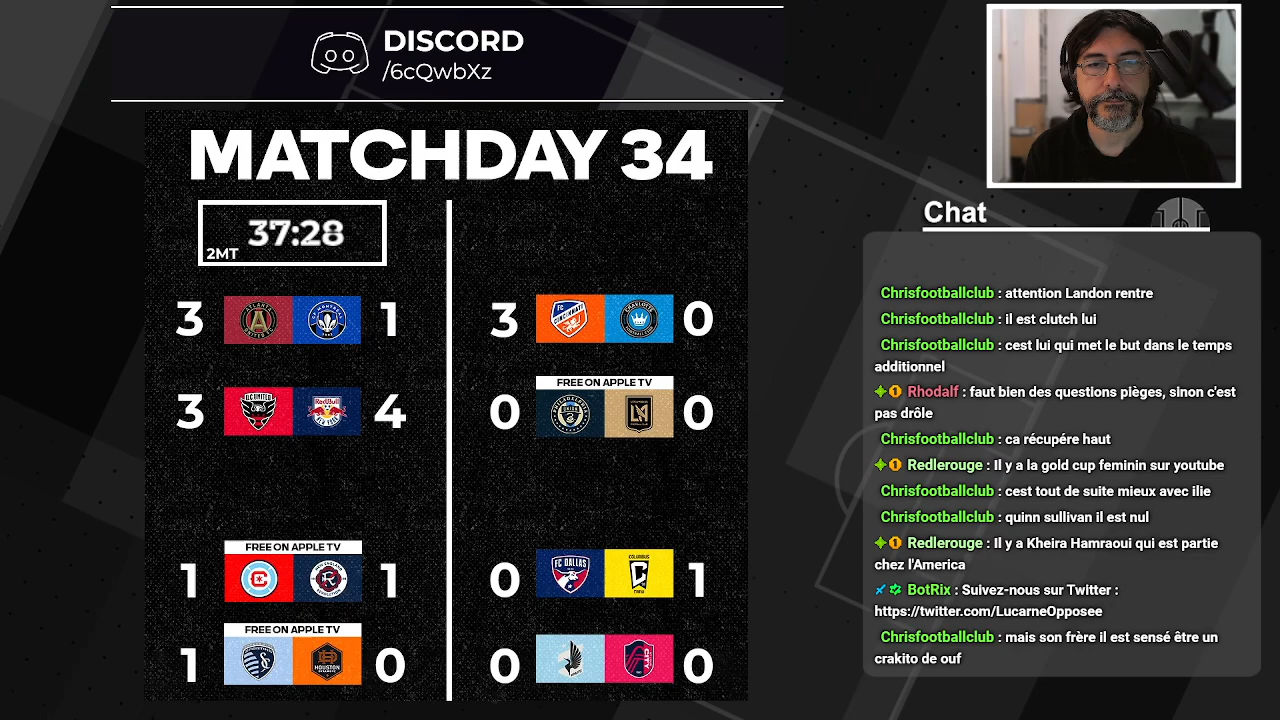 DISCORD
/6cQwbXz
MATCHDAY 34
37:28
2MT
3 1
3 0
3 4
FREE ON APPLE TV
0 0
FREE ON APPLE TV
1 1
0 1
FREE ON APPLE TV
1 0
0 0
Chat
Chrisfootballclub : attention Landon rentre
Chrisfootballclub : il est clutch lui
Chrisfootballclub : cest lui qui met le but dans le temps
additionnel
Rhodalf : faut bien des questions pièges, sinon c'est
pas drôle
Chrisfootballclub : ca récupére haut
Redlerouge : Il y a la gold cup feminin sur youtube
Chrisfootballclub : cest tout de suite mieux avec ilie
Chrisfootballclub : quinn sullivan il est nul
Redlerouge : Il y a Kheira Hamraoui qui est partie
chez l'America
BotRix : Suivez-nous sur Twitter :
https://twitter.com/LucarneOpposee
Chrisfootballclub : mais son frère il est sensé être un
crakito de ouf